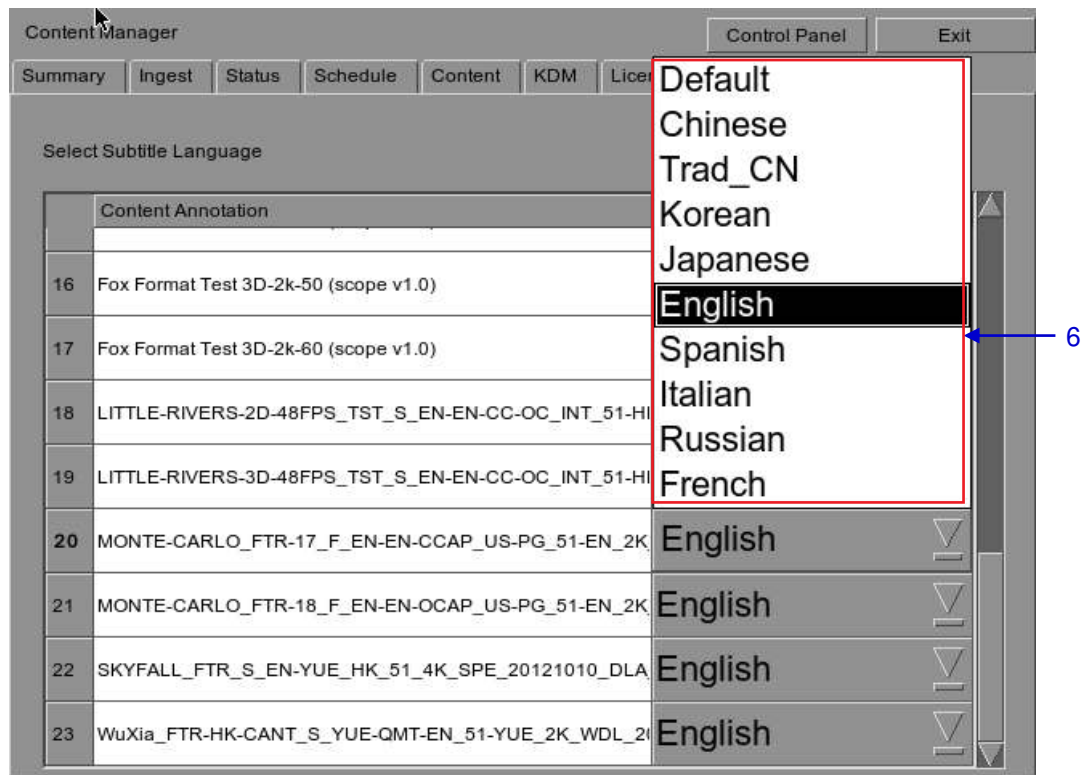 Content Manager
Control Panel
Exit
Summary
Ingest
Status
Schedule
Content
KDM
Select Subtitle Language
Content Annotation
Default
Chinese
Trad_CN
Korean
Japanese
English
Spanish
Italian
Russian
French
6
16 Fox Format Test 3D-2k-50 (scope v1.0)
17 Fox Format Test 3D-2k-60 (scope v1.0)
18 LITTLE-RIVERS-2D-48FPS_TST_S_EN-EN-CC-OC_INT_51-HI
19 LITTLE-RIVERS-3D-48FPS_TST_S_EN-EN-CC-OC_INT_51-HI
20 MONTE-CARLO_FTR-17_F_EN-EN-CCAP_US-PG_51-EN_2K_ English
21 MONTE-CARLO_FTR-18_F_EN-EN-OCAP_US-PG_51-EN_2K_ English
22 SKYFALL_FTR_S_EN-YUE_HK_51_4K_SPE_20121010_DLA_ English
23 WuXia_FTR-HK-CANT_S_YUE-QMT-EN_51-YUE_2K_WDL_20 English